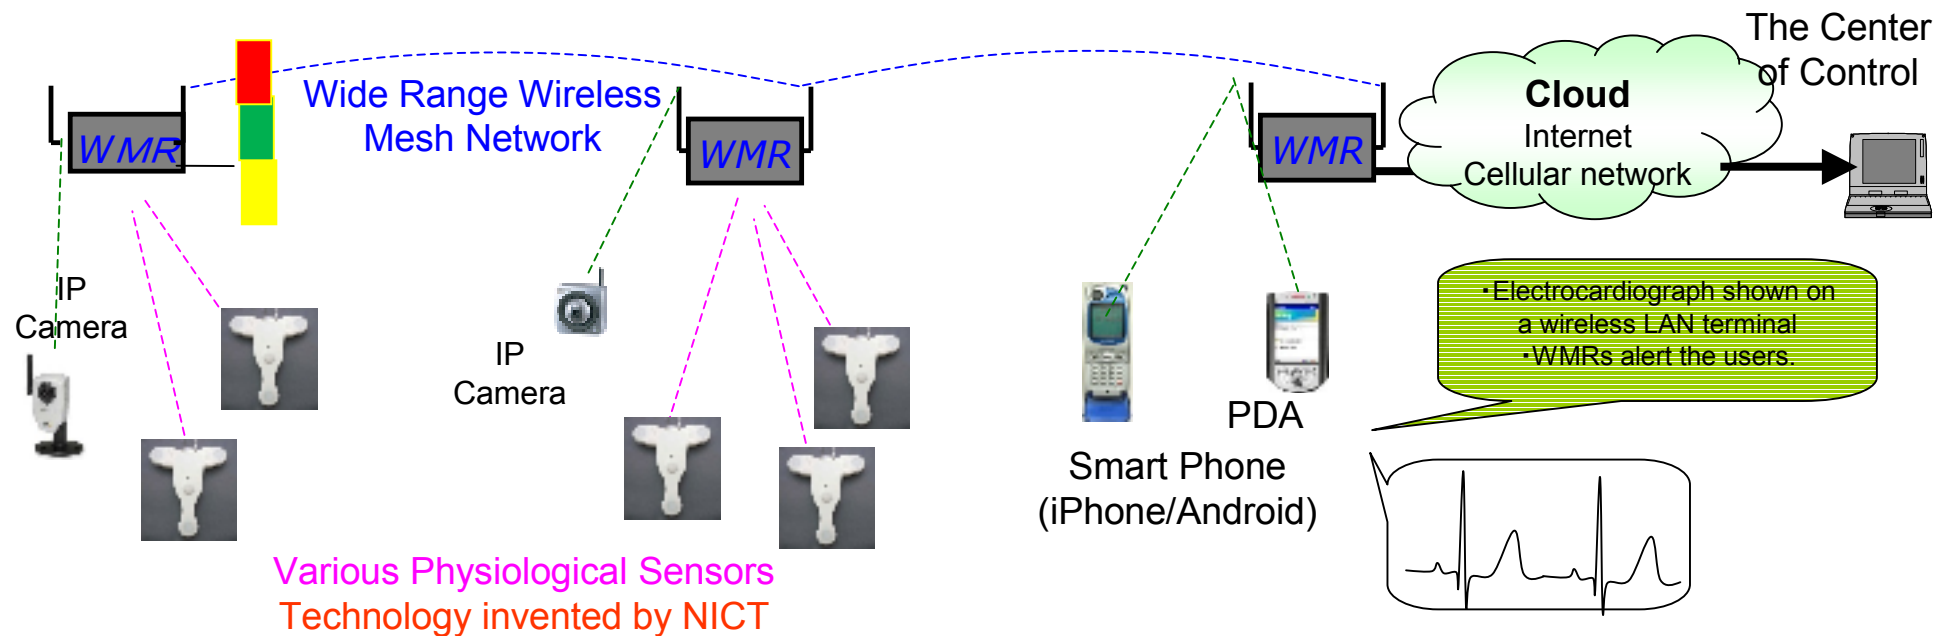 The Center
of Control
Wide Range Wireless
Mesh Network
WMR
WMR
WMR
Cloud
Internet
Cellular network
IP
Camera
IP
Camera
・Electrocardiograph shown on
a wireless LAN terminal
・WMRs alert the users.
PDA
Smart Phone
(iPhone/Android)
Various Physiological Sensors
Technology invented by NICT